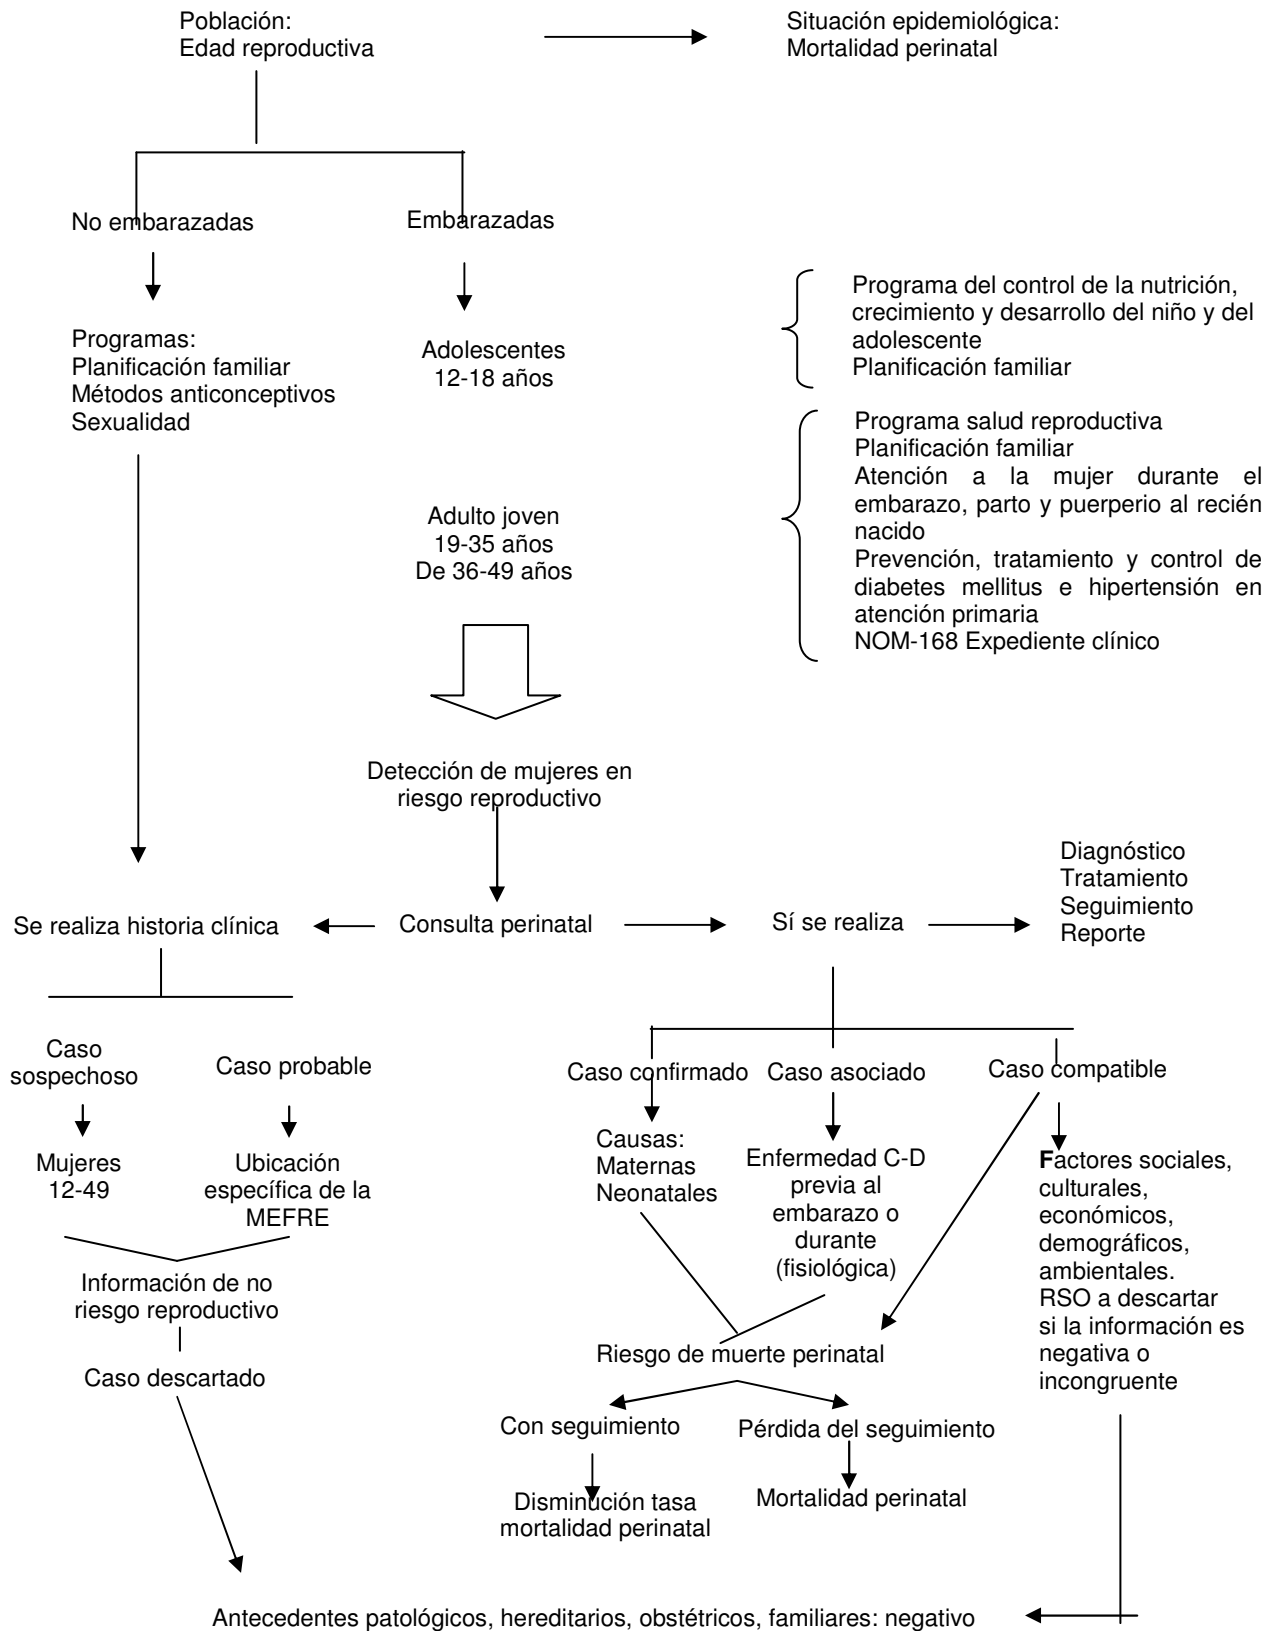 Población:
Edad reproductiva
Situación epidemiológica:
Mortalidad perinatal
No embarazadas
Embarazadas
Programas:
Planificación familiar
Métodos anticonceptivos
Sexualidad
Adolescentes
12-18 años
Programa del control de la nutrición,
crecimiento y desarrollo del niño y del
adolescente
Planificación familiar
Adulto joven
19-35 años
De 36-49 años
Programa salud reproductiva
Planificación familiar
Atención a la mujer durante el
embarazo, parto y puerperio al recién
nacido
Prevención, tratamiento y control de
diabetes mellitus e hipertensión en
atención primaria
NOM-168 Expediente clínico
Detección de mujeres en
riesgo reproductivo
Se realiza historia clínica
Consulta perinatal
Sí se realiza
Diagnóstico
Tratamiento
Seguimiento
Reporte
Caso
sospechoso
Caso probable
Caso confirmado
Caso asociado
Caso compatible
Mujeres
12-49
Ubicación
específica de la
MEFRE
Causas:
Maternas
Neonatales
Enfermedad C-D
previa al
embarazo o
durante
(fisiológica)
Factores sociales,
culturales,
económicos,
demográficos,
ambientales.
RSO a descartar
si la información es
negativa o
incongruente
Información de no
riesgo reproductivo
Caso descartado
Riesgo de muerte perinatal
Con seguimiento
Pérdida del seguimiento
Disminución tasa
mortalidad perinatal
Mortalidad perinatal
Antecedentes patológicos, hereditarios, obstétricos, familiares: negativo